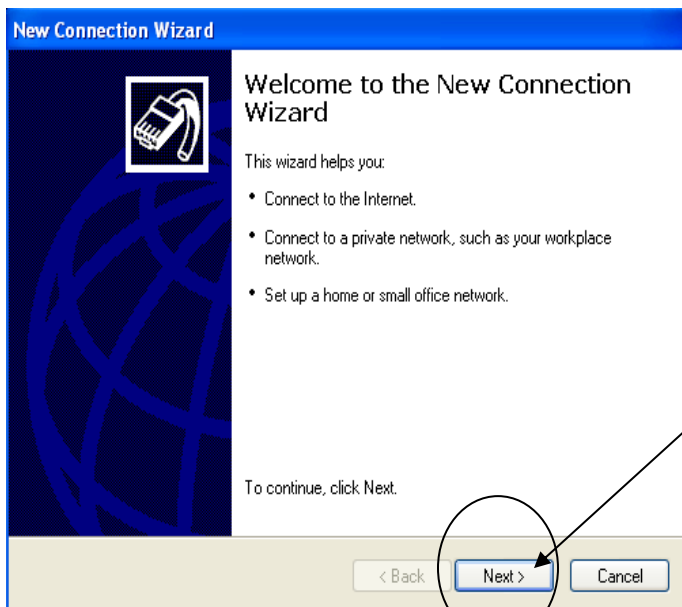 New Connection Wizard
Welcome to the New Connection
Wizard
This wizard helps you:
• Connect to the Internet.
• Connect to a private network, such as your workplace
network.
• Set up a home or small office network.
To continue, click Next.
< Back
Next >
Cancel